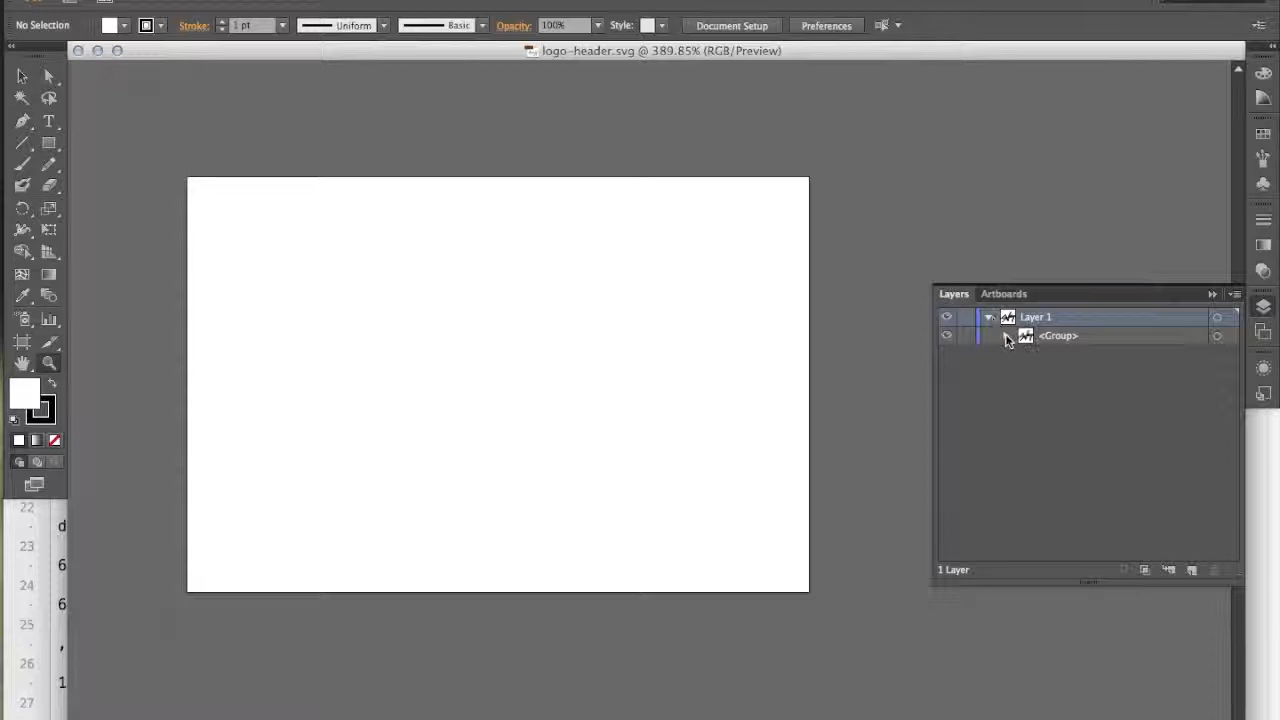 No Selection Stroke: 1 pt Uniform Basic Opacity: 100% Style: Document Setup Preferences
logo-header.svg @ 389.85% (RGB/Preview)
Layers Artboards
Layer 1
<Group>
1 Layer
22
d
23
6
24
6
25
,
26
1
27